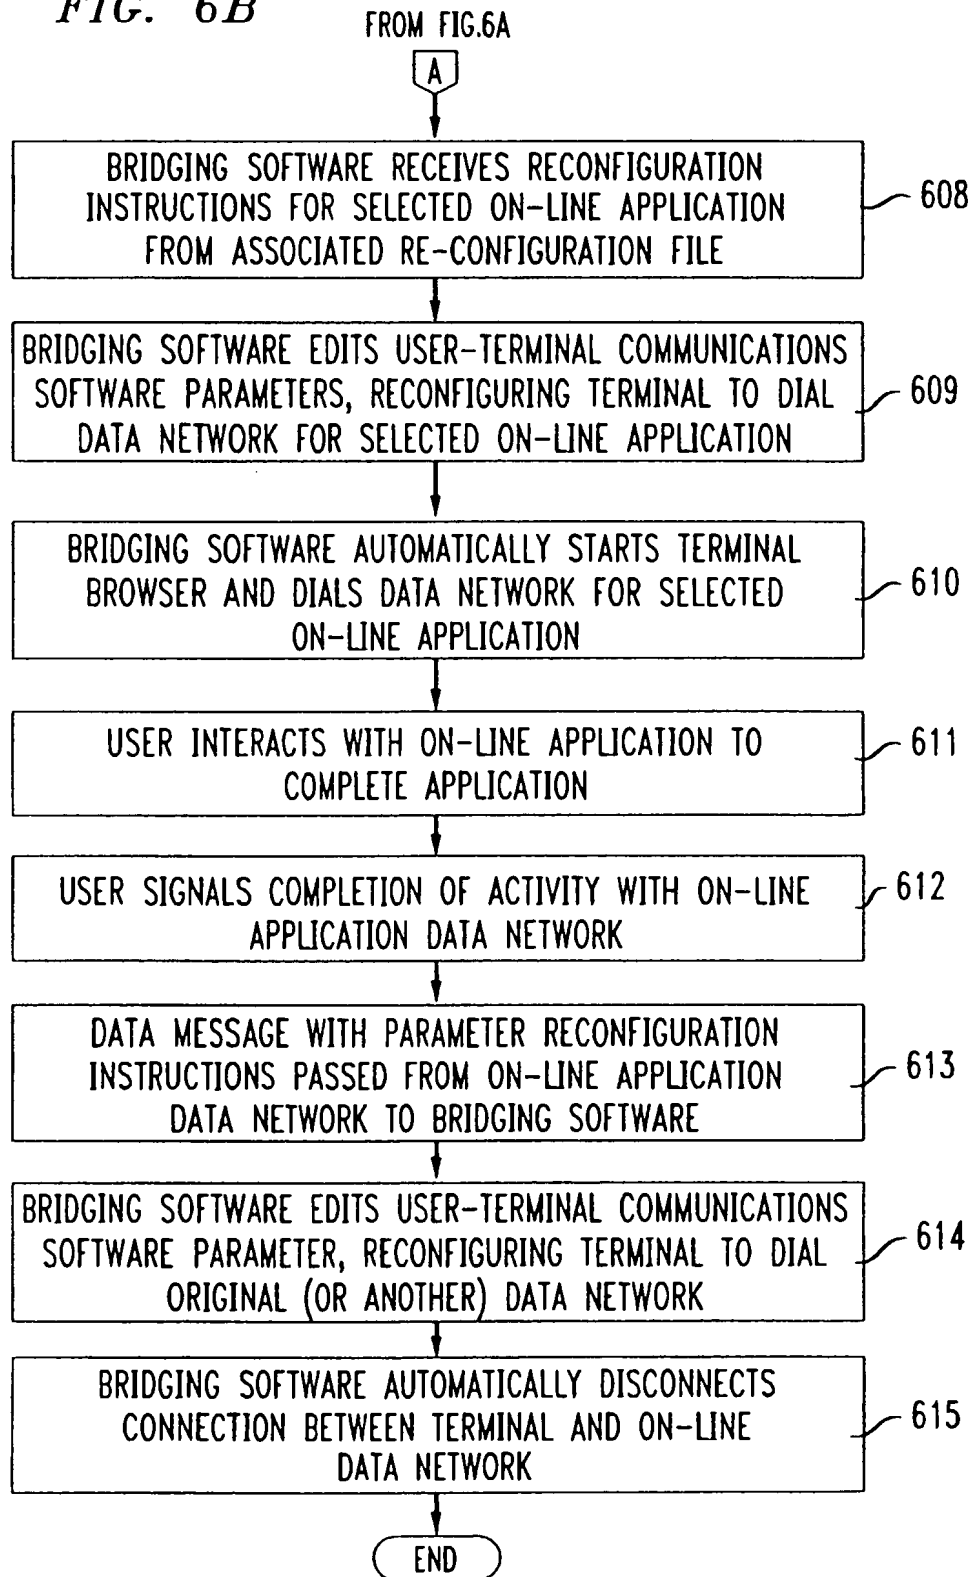 FIG. 6B
FROM FIG.6A
A
BRIDGING SOFTWARE RECEIVES RECONFIGURATION
INSTRUCTIONS FOR SELECTED ON-LINE APPLICATION
FROM ASSOCIATED RE-CONFIGURATION FILE
608
BRIDGING SOFTWARE EDITS USER-TERMINAL COMMUNICATIONS
SOFTWARE PARAMETERS, RECONFIGURING TERMINAL TO DIAL
DATA NETWORK FOR SELECTED ON-LINE APPLICATION
609
BRIDGING SOFTWARE AUTOMATICALLY STARTS TERMINAL
BROWSER AND DIALS DATA NETWORK FOR SELECTED
ON-LINE APPLICATION
610
USER INTERACTS WITH ON-LINE APPLICATION TO
COMPLETE APPLICATION
611
USER SIGNALS COMPLETION OF ACTIVITY WITH ON-LINE
APPLICATION DATA NETWORK
612
DATA MESSAGE WITH PARAMETER RECONFIGURATION
INSTRUCTIONS PASSED FROM ON-LINE APPLICATION
DATA NETWORK TO BRIDGING SOFTWARE
613
BRIDGING SOFTWARE EDITS USER-TERMINAL COMMUNICATIONS
SOFTWARE PARAMETER, RECONFIGURING TERMINAL TO DIAL
ORIGINAL (OR ANOTHER) DATA NETWORK
614
BRIDGING SOFTWARE AUTOMATICALLY DISCONNECTS
CONNECTION BETWEEN TERMINAL AND ON-LINE
DATA NETWORK
615
END